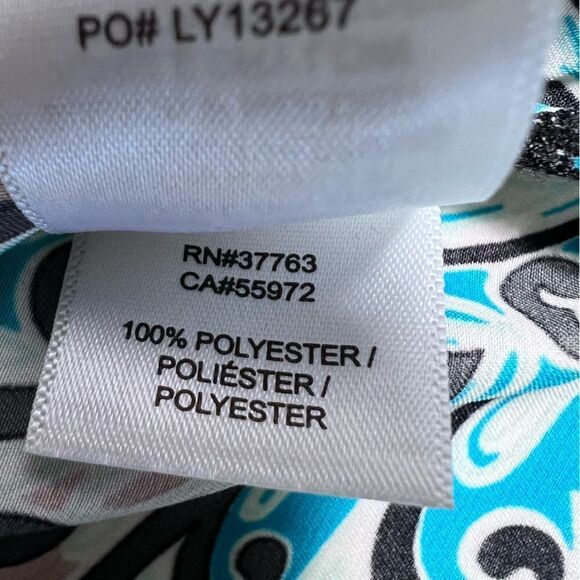 PO# LY13267
RN#37763
CA#55972
100% POLYESTER /
POLIÉSTER /
POLYESTER